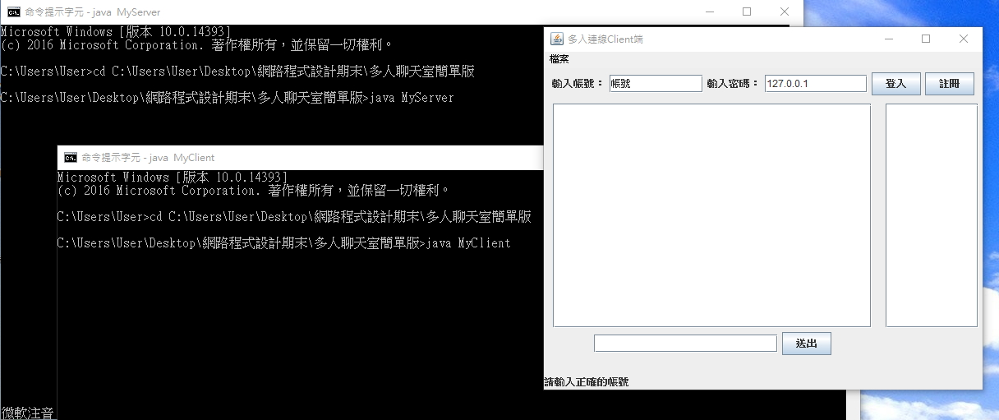 命令提示字元 - java MyServer
Microsoft Windows [版本 10.0.14393]
(c) 2016 Microsoft Corporation. 著作權所有，並保留一切權利。
C:\Users\User>cd C:\Users\User\Desktop\網路程式設計期末\多人聊天室簡單版
C:\Users\User\Desktop\網路程式設計期末\多人聊天室簡單版>java MyServer
微軟注音
命令提示字元 - java MyClient
Microsoft Windows [版本 10.0.14393]
(c) 2016 Microsoft Corporation. 著作權所有，並保留一切權利。
C:\Users\User>cd C:\Users\User\Desktop\網路程式設計期末\多人聊天室簡單版
C:\Users\User\Desktop\網路程式設計期末\多人聊天室簡單版>java MyClient
多入連線Client端
檔案
輸入帳號： 帳號 輸入密碼： 127.0.0.1 登入 註冊
送出
請輸入正確的帳號